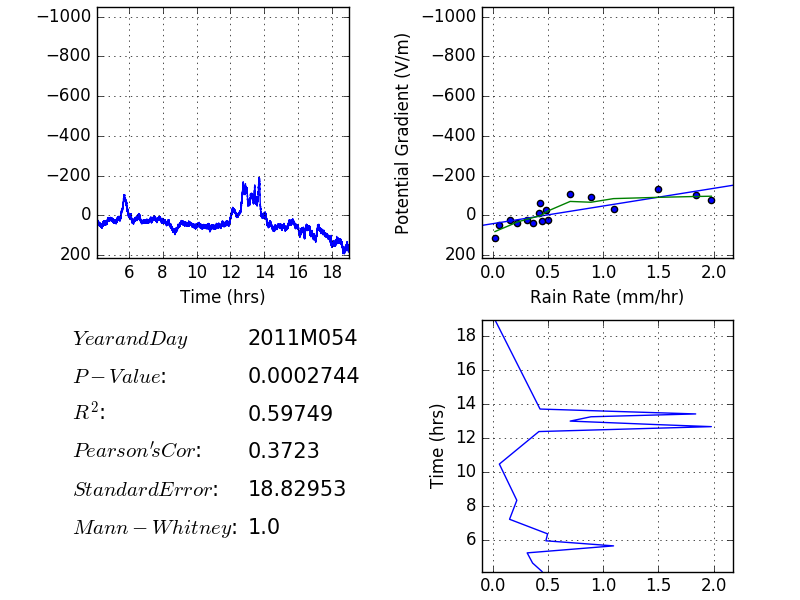 −1000
−800
−600
−400
−200
0
200
6 8 10 12 14 16 18
Time (hrs)
Potential Gradient (V/m)
−1000
−800
−600
−400
−200
0
200
0.0 0.5 1.0 1.5 2.0
Rain Rate (mm/hr)
YearandDay 2011M054
P−Value: 0.0002744
R²: 0.59749
Pearson'sCor: 0.3723
StandardError: 18.82953
Mann−Whitney: 1.0
Time (hrs)
18
16
14
12
10
8
6
0.0 0.5 1.0 1.5 2.0